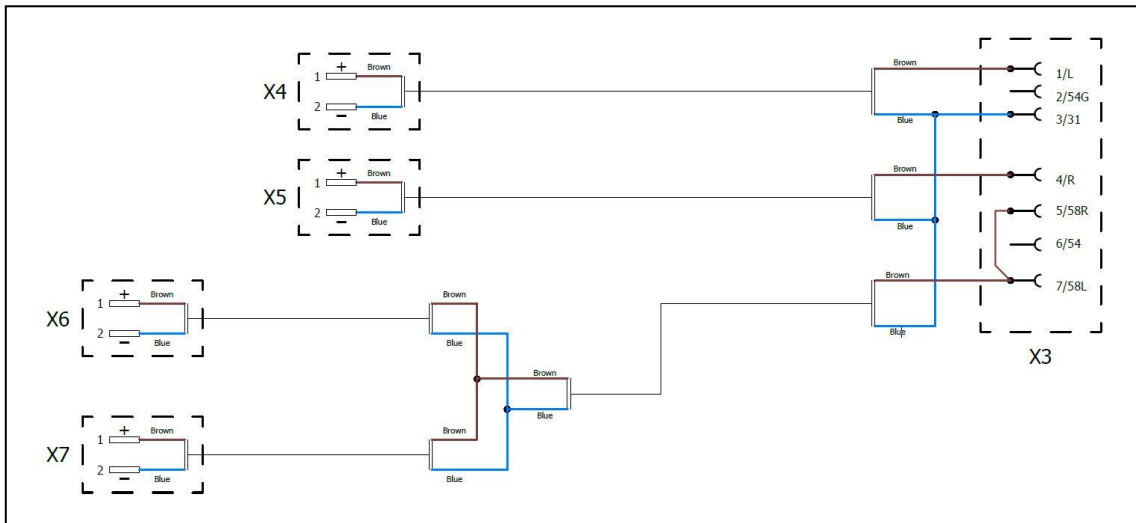 X4
1
+
Brown
2
−
Blue
Brown
Blue
1/L
2/54G
3/31
X5
1
+
Brown
2
−
Blue
Brown
Blue
4/R
5/58R
6/54
7/58L
X3
X6
1
+
Brown
2
−
Blue
Brown
Blue
Brown
Blue
Brown
Blue
X7
1
+
Brown
2
−
Blue
Brown
Blue